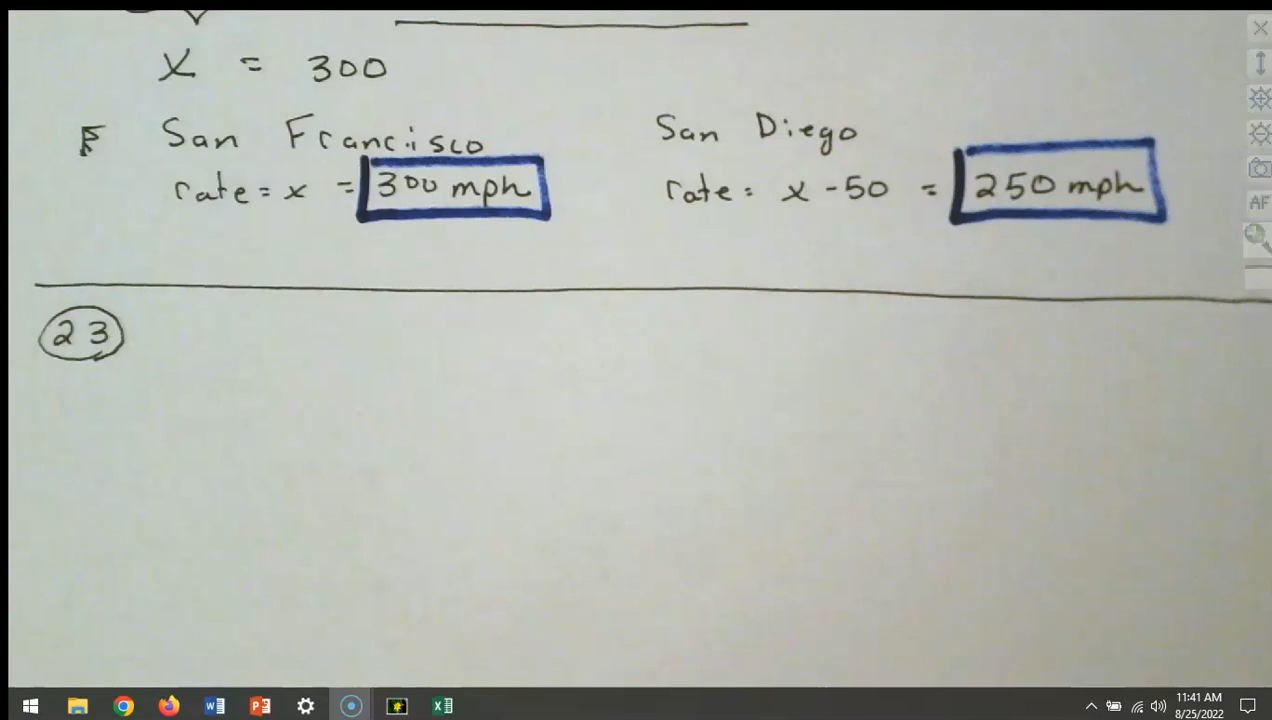 x = 300
San Francisco
rate = x = 300 mph
San Diego
rate = x - 50 = 250 mph
23
AF
11:41 AM
8/25/2022